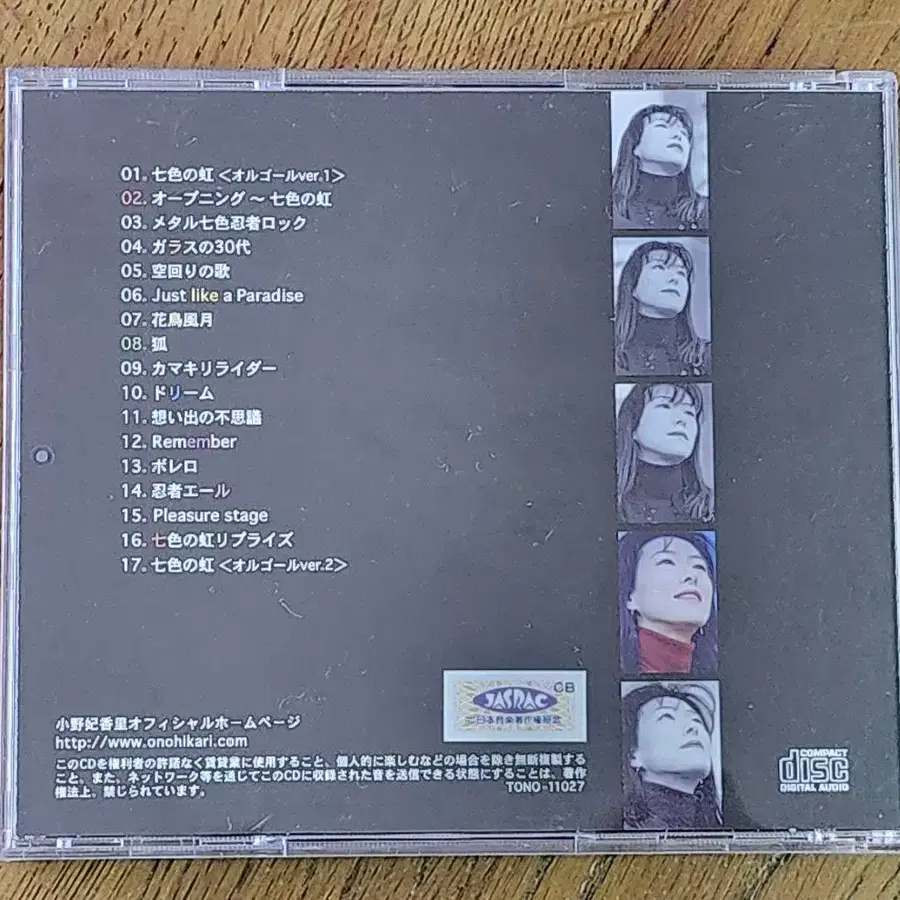 01. 七色の虹 <オルゴールver.1>
02. オープニング ～ 七色の虹
03. メタル七色忍者ロック
04. ガラスの30代
05. 空回りの歌
06. Just like a Paradise
07. 花鳥風月
08. 狐
09. カマキリライダー
10. ドリーム
11. 想い出の不思議
12. Remember
13. ボレロ
14. 忍者エール
15. Pleasure stage
16. 七色の虹リプライズ
17. 七色の虹 <オルゴールver.2>
CB
JASRAC
小野妃香里オフィシャルホームページ
http://www.onohikari.com
このCDを権利者の許諾なく賃貸業に使用すること、個人的に楽しむなどの場合を除き無断複製する
こと、また、ネットワーク等を通じてこのCDに収録された音を送信できる状態にすることは、著作
権法上、禁じられています。
TONO-11027
COMPACT
disc
DIGITAL AUDIO